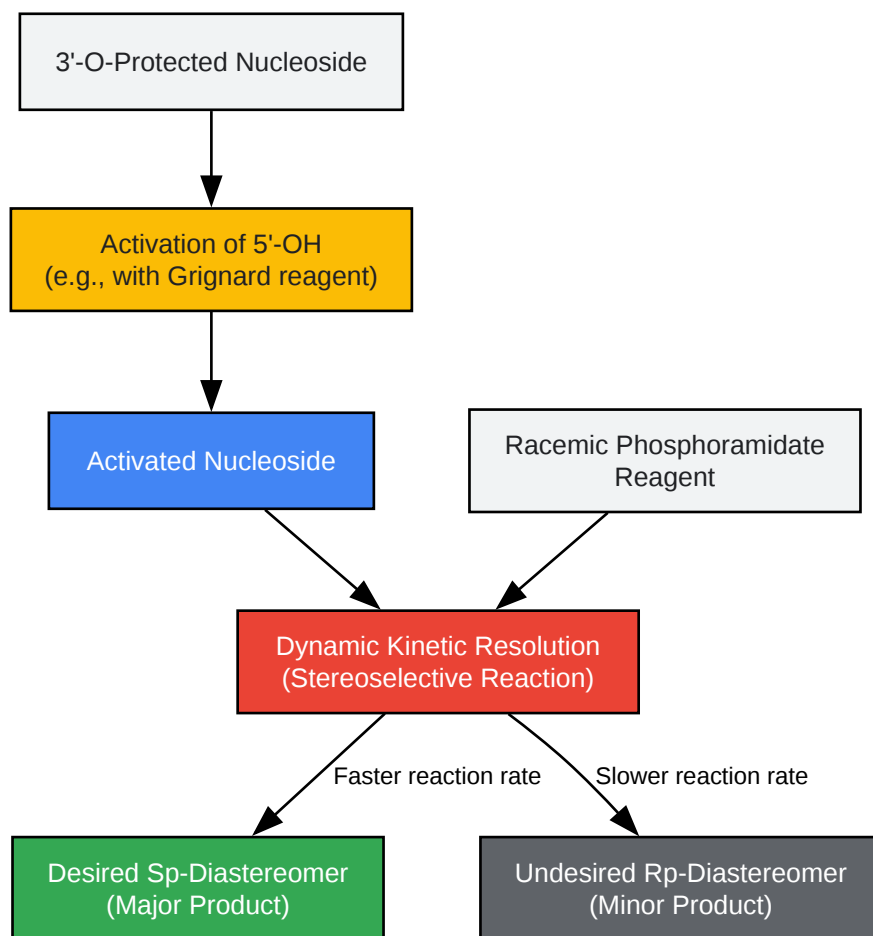 3'-O-Protected Nucleoside
Activation of 5'-OH
(e.g., with Grignard reagent)
Activated Nucleoside
Racemic Phosphoramidate
Reagent
Dynamic Kinetic Resolution
(Stereoselective Reaction)
Faster reaction rate
Slower reaction rate
Desired Sp-Diastereomer
(Major Product)
Undesired Rp-Diastereomer
(Minor Product)